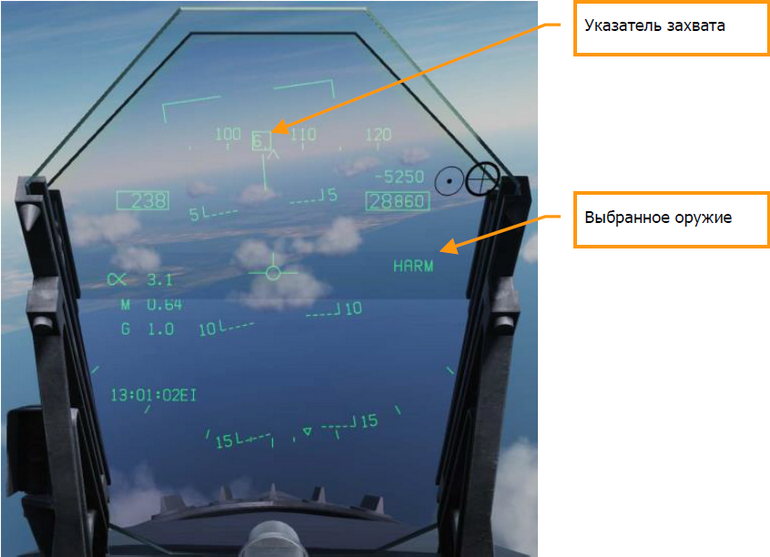 Указатель захвата
100 6 110 120
-5250
238 28860
5 5
Выбранное оружие
HARM
α 3.1
M 0.64
G 1.0
10 10
13:01:02EI
15 15